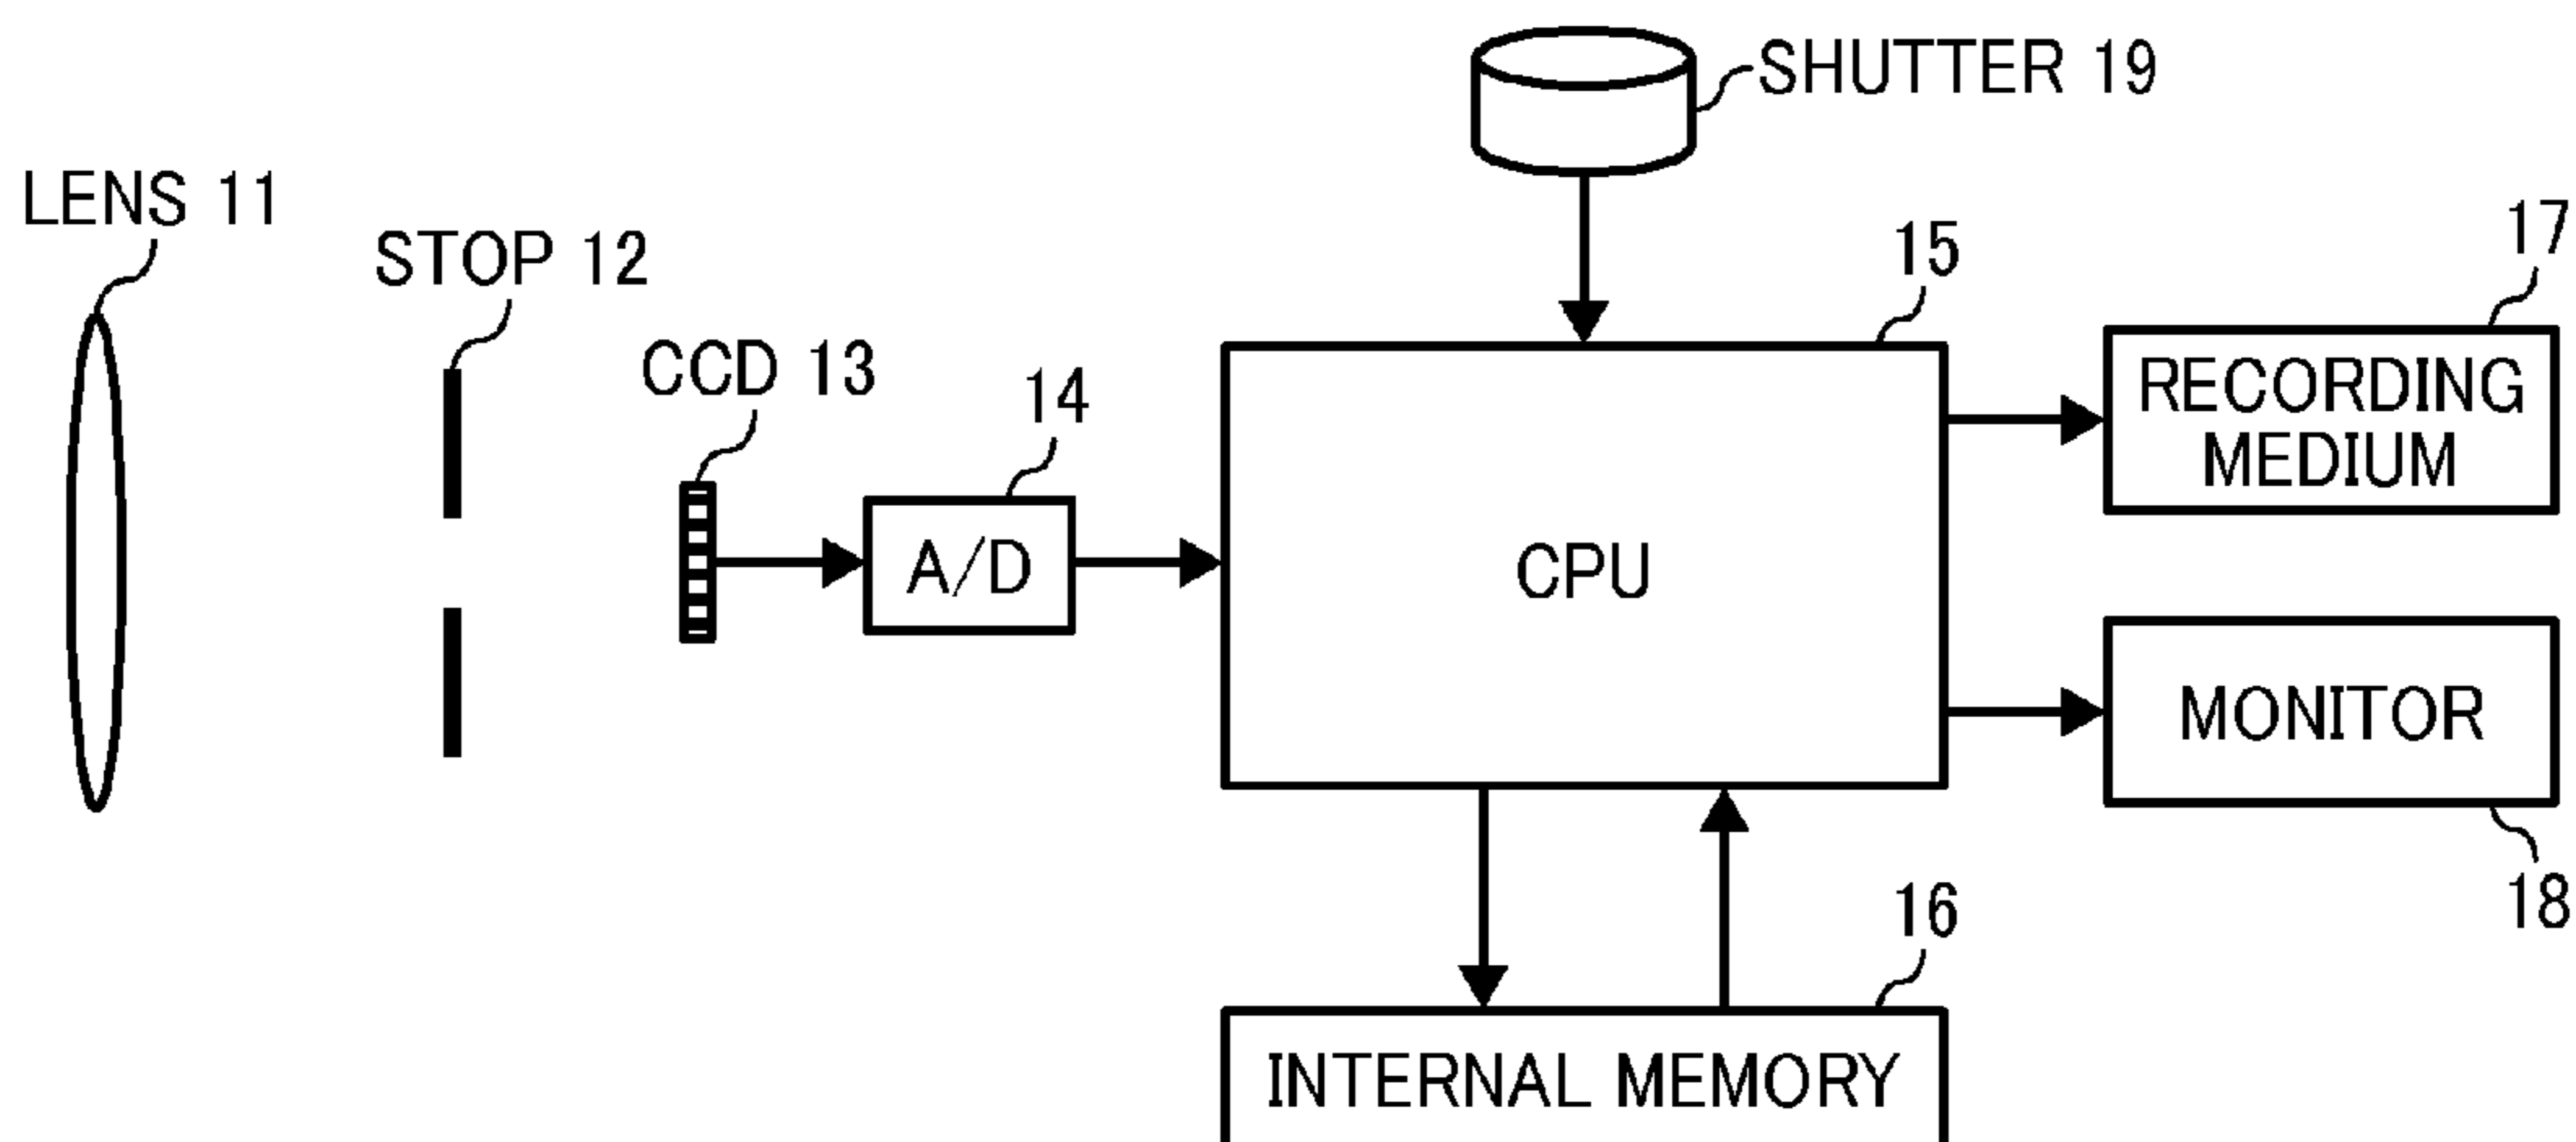 SHUTTER 19
LENS 11
STOP 12
15
17
CCD 13
14
RECORDING
MEDIUM
A/D
CPU
MONITOR
16
18
INTERNAL MEMORY